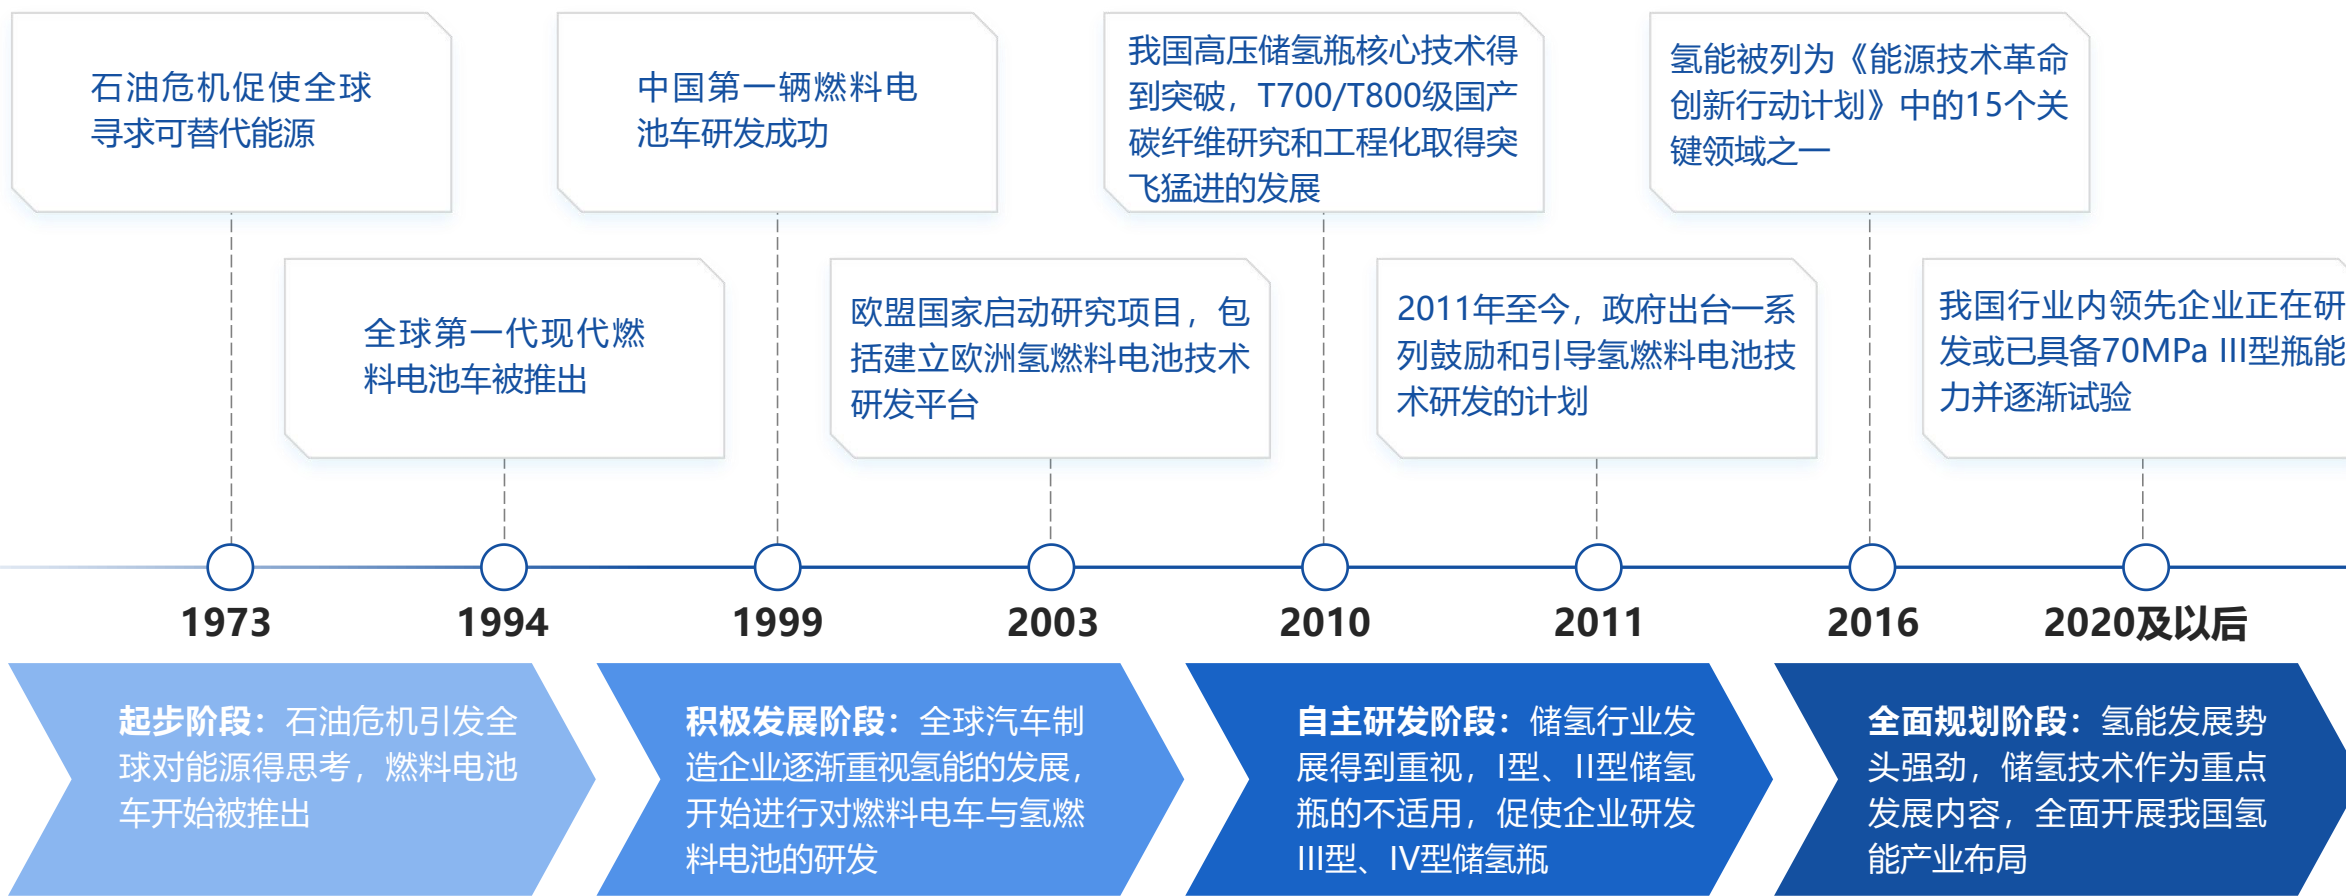 石油危机促使全球
寻求可替代能源
中国第一辆燃料电
池车研发成功
我国高压储氢瓶核心技术得
到突破，T700/T800级国产
碳纤维研究和工程化取得突
飞猛进的发展
氢能被列为《能源技术革命
创新行动计划》中的15个关
键领域之一
全球第一代现代燃
料电池车被推出
欧盟国家启动研究项目，包
括建立欧洲氢燃料电池技术
研发平台
2011年至今，政府出台一系
列鼓励和引导氢燃料电池技
术研发的计划
我国行业内领先企业正在研
发或已具备70MPa III型瓶能
力并逐渐试验
1973
1994
1999
2003
2010
2011
2016
2020及以后
起步阶段：石油危机引发全
球对能源得思考，燃料电池
车开始被推出
积极发展阶段：全球汽车制
造企业逐渐重视氢能的发展，
开始进行对燃料电车与氢燃
料电池的研发
自主研发阶段：储氢行业发
展得到重视，I型、II型储氢
瓶的不适用，促使企业研发
III型、IV型储氢瓶
全面规划阶段：氢能发展势
头强劲，储氢技术作为重点
发展内容，全面开展我国氢
能产业布局